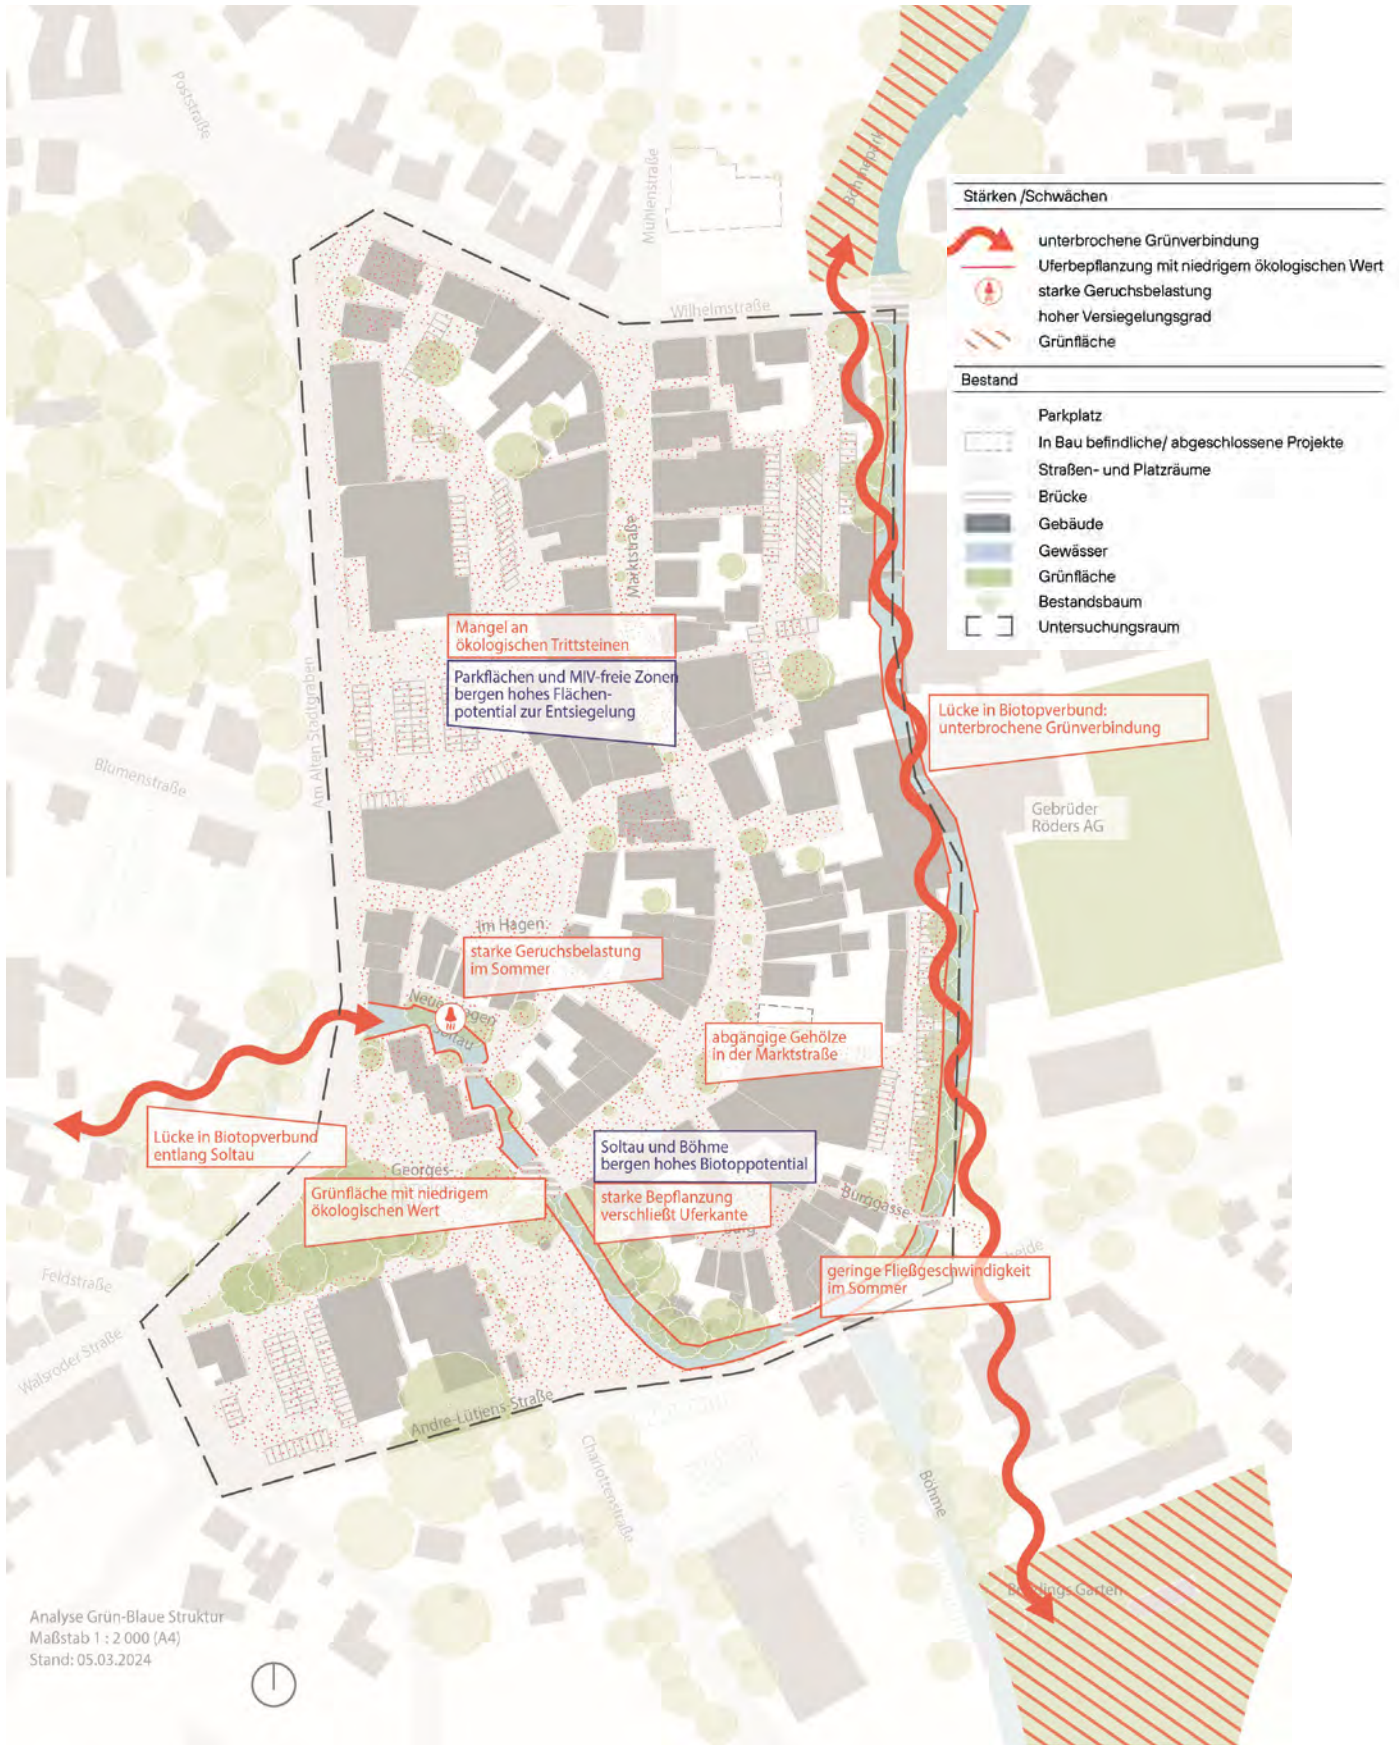 Poststraße
Mühlenstraße
Böhmepark
Stärken /Schwächen
unterbrochene Grünverbindung
Uferbepflanzung mit niedrigem ökologischen Wert
starke Geruchsbelastung
hoher Versiegelungsgrad
Grünfläche
Bestand
Parkplatz
In Bau befindliche/ abgeschlossene Projekte
Straßen- und Platzräume
Brücke
Gebäude
Gewässer
Grünfläche
Bestandsbaum
Untersuchungsraum
Wilhelmstraße
Marktstraße
Mangel an
ökologischen Trittsteinen
Parkflächen und MIV-freie Zonen
bergen hohes Flächen-
potential zur Entsiegelung
Am Alten Stadtgraben
Blumenstraße
Lücke in Biotopverbund:
unterbrochene Grünverbindung
Gebrüder
Röders AG
Im Hagen
starke Geruchsbelastung
im Sommer
Neue
Soltau
abgängige Gehölze
in der Marktstraße
Lücke in Biotopverbund
entlang Soltau
Soltau und Böhme
bergen hohes Biotoppotential
Georges-
Grünfläche mit niedrigem
ökologischen Wert
starke Bepflanzung
verschließt Uferkante
Burggasse
geringe Fließgeschwindigkeit
im Sommer
Feldstraße
Walsroder Straße
Andre-Lütjens-Straße
Charlottenstraße
Böhme
Garten
Analyse Grün-Blaue Struktur
Maßstab 1 : 2 000 (A4)
Stand: 05.03.2024